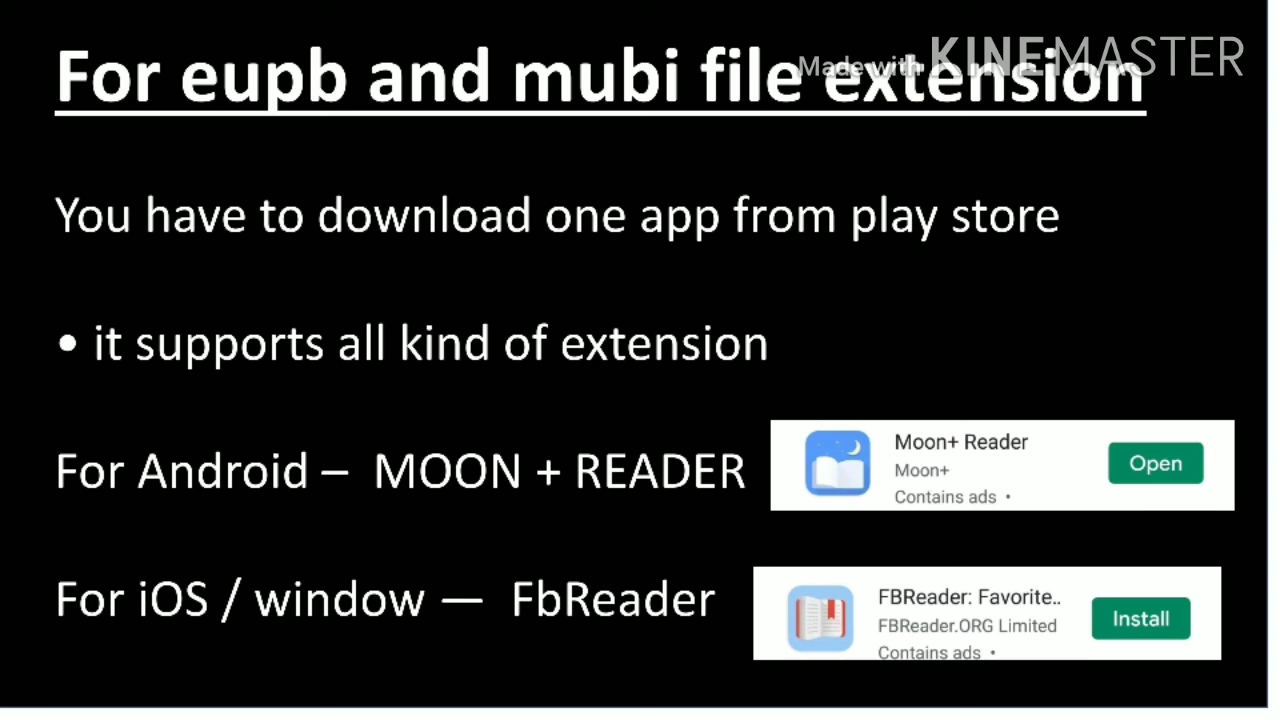 Made with KINEMASTER
For eupb and mubi file extension
You have to download one app from play store
• it supports all kind of extension
For Android – MOON + READER
Moon+ Reader
Moon+
Contains ads •
Open
For iOS / window — FbReader
FBReader: Favorite..
FBReader.ORG Limited
Contains ads •
Install